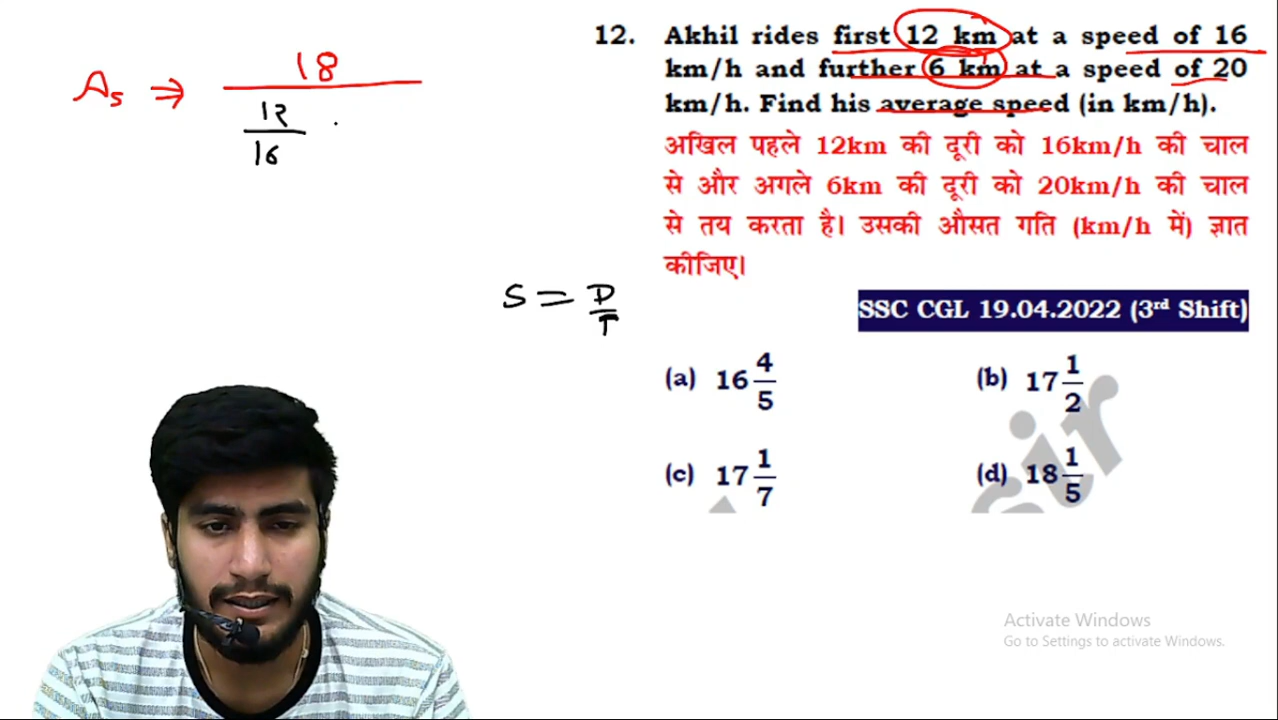 As ⇒ 18
12
16
S = D
T
12. Akhil rides first 12 km at a speed of 16
km/h and further 6 km at a speed of 20
km/h. Find his average speed (in km/h).
अखिल पहले 12km की दूरी को 16km/h की चाल
से और अगले 6km की दूरी को 20km/h की चाल
से तय करता है। उसकी औसत गति (km/h में) ज्ञात
कीजिए।
SSC CGL 19.04.2022 (3rd Shift)
(a) 16 4/5 (b) 17 1/2
(c) 17 1/7 (d) 18 1/5
Sir
Activate Windows
Go to Settings to activate Windows.